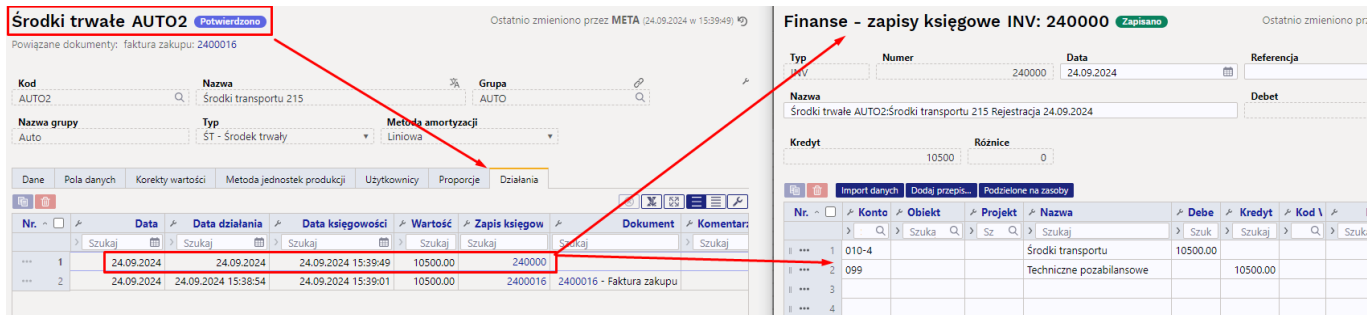 Środki trwałe AUTO2 Potwierdzono
Ostatnio zmieniono przez META (24.09.2024 w 15:39:49)
Powiązane dokumenty: faktura zakupu: 2400016
Kod Nazwa Grupa
AUTO2 Środki transportu 215 AUTO
Nazwa grupy Typ Metoda amortyzacji
Auto ŚT - Środek trwały Liniowa
Dane Pola danych Korekty wartości Metoda jednostek produkcji Użytkownicy Proporcje Działania
Nr. Data Data działania Data księgowości Wartość Zapis księgow Dokument Komentarz
> Szukaj > Szukaj > Szukaj > Szukaj Szukaj Szukaj > Szukaj
1 24.09.2024 24.09.2024 24.09.2024 15:39:49 10500.00 240000
2 24.09.2024 24.09.2024 15:38:54 24.09.2024 15:39:01 10500.00 2400016 2400016 - Faktura zakupu
Finanse - zapisy księgowe INV: 240000 Zapisano
Ostatnio zmieniono prz
Typ Numer Data Referencja
INV 240000 24.09.2024
Nazwa Debet
Środki trwałe AUTO2:Środki transportu 215 Rejestracja 24.09.2024
Kredyt Różnice
10500 0
Import danych Dodaj przepis... Podzielone na zasoby
Nr. Konto Obiekt Projekt Nazwa Debe Kredyt Kod
> > Szuka > Sz > Szukaj > Szuk > Szukaj > > Szuka
1 010-4 Środki transportu 10500.00
2 099 Techniczne pozabilansowe 10500.00
3
4